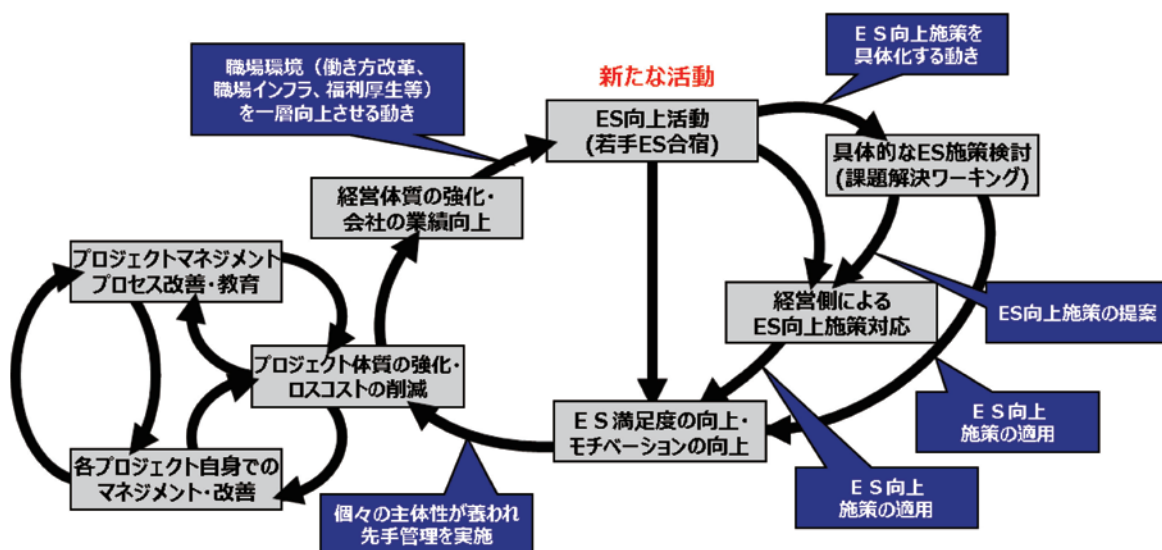 ＥＳ向上施策を
具体化する動き
職場環境（働き方改革、
職場インフラ、福利厚生等）
を一層向上させる動き
新たな活動
ES向上活動
(若手ES合宿)
具体的なES施策検討
(課題解決ワーキング)
経営体質の強化・
会社の業績向上
プロジェクトマネジメント
プロセス改善・教育
経営側による
ES向上施策対応
ES向上施策の提案
プロジェクト体質の強化・
ロスコストの削減
ＥＳ満足度の向上・
モチベーションの向上
ＥＳ向上
施策の適用
各プロジェクト自身での
マネジメント・改善
個々の主体性が養われ
先手管理を実施
ＥＳ向上
施策の適用